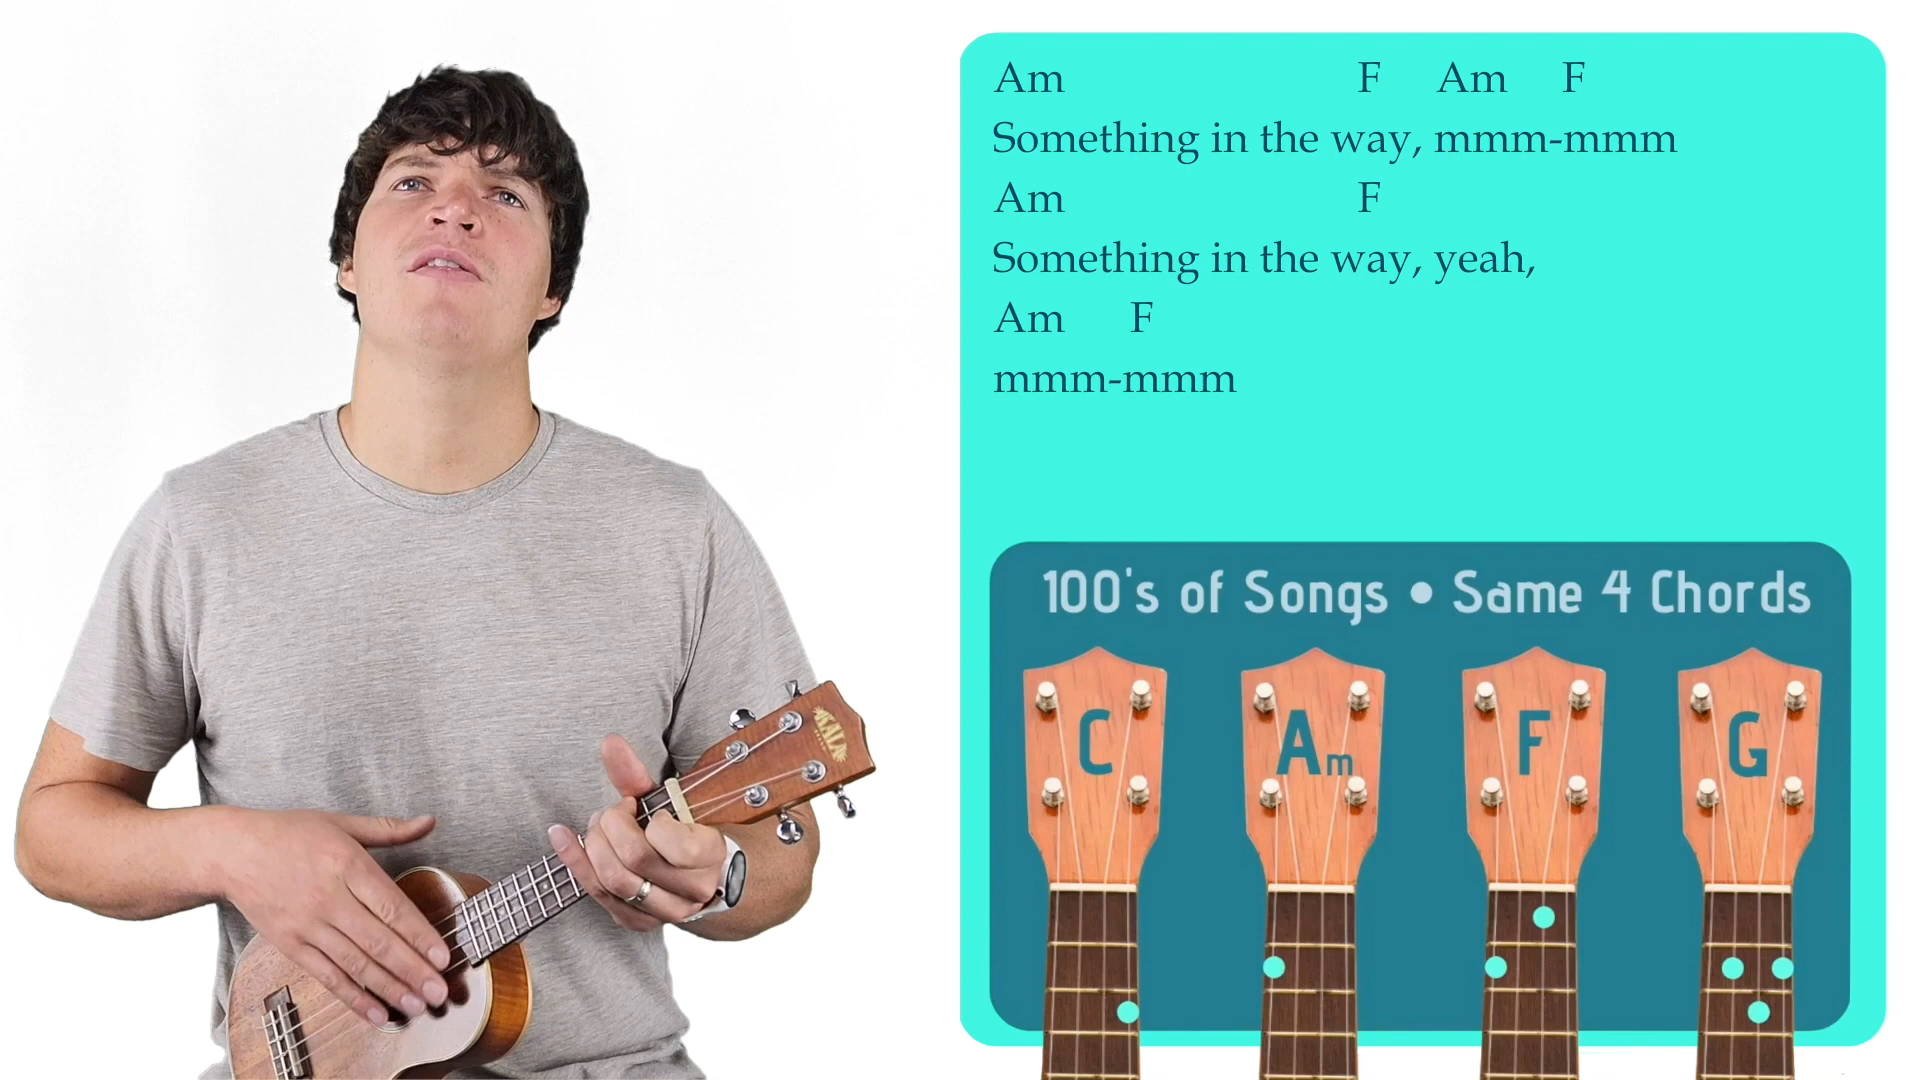 Am F Am F
Something in the way, mmm-mmm
Am F
Something in the way, yeah,
Am F
mmm-mmm
100's of Songs • Same 4 Chords
C Am F G
KALA